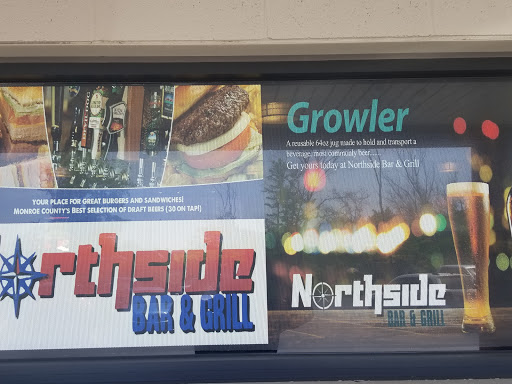 YOUR PLACE FOR GREAT BURGERS AND SANDWICHES!
MONROE COUNTY'S BEST SELECTION OF DRAFT BEERS (30 ON TAP!)
Northside
BAR & GRILL
Growler
A reusable 64oz jug made to hold and transport a
beverage, most commonly beer....
Get yours today at Northside Bar & Grill
Northside
BAR & GRILL